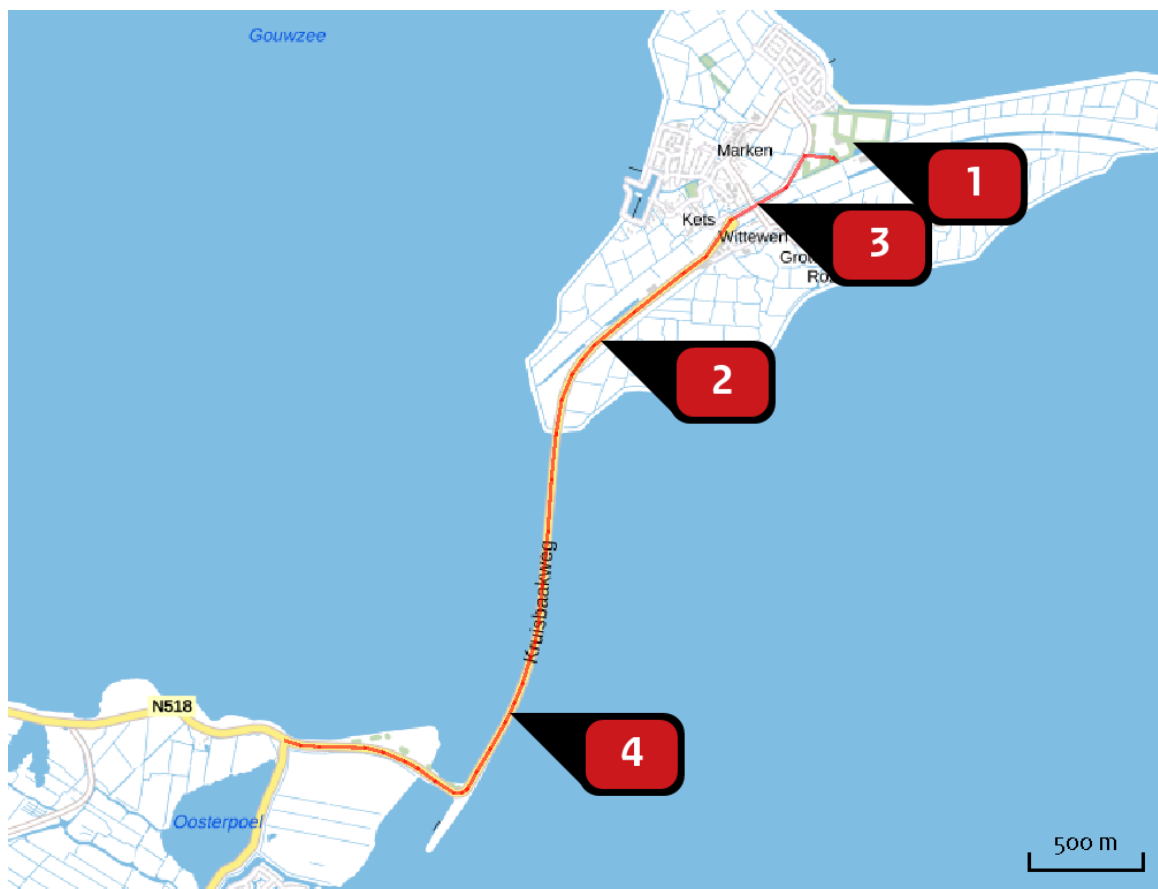 Gouwzee
Marken
1
Kets
3
Wittewerf
2
Kruisbaakweg
N518
4
Oosterpoel
500 m